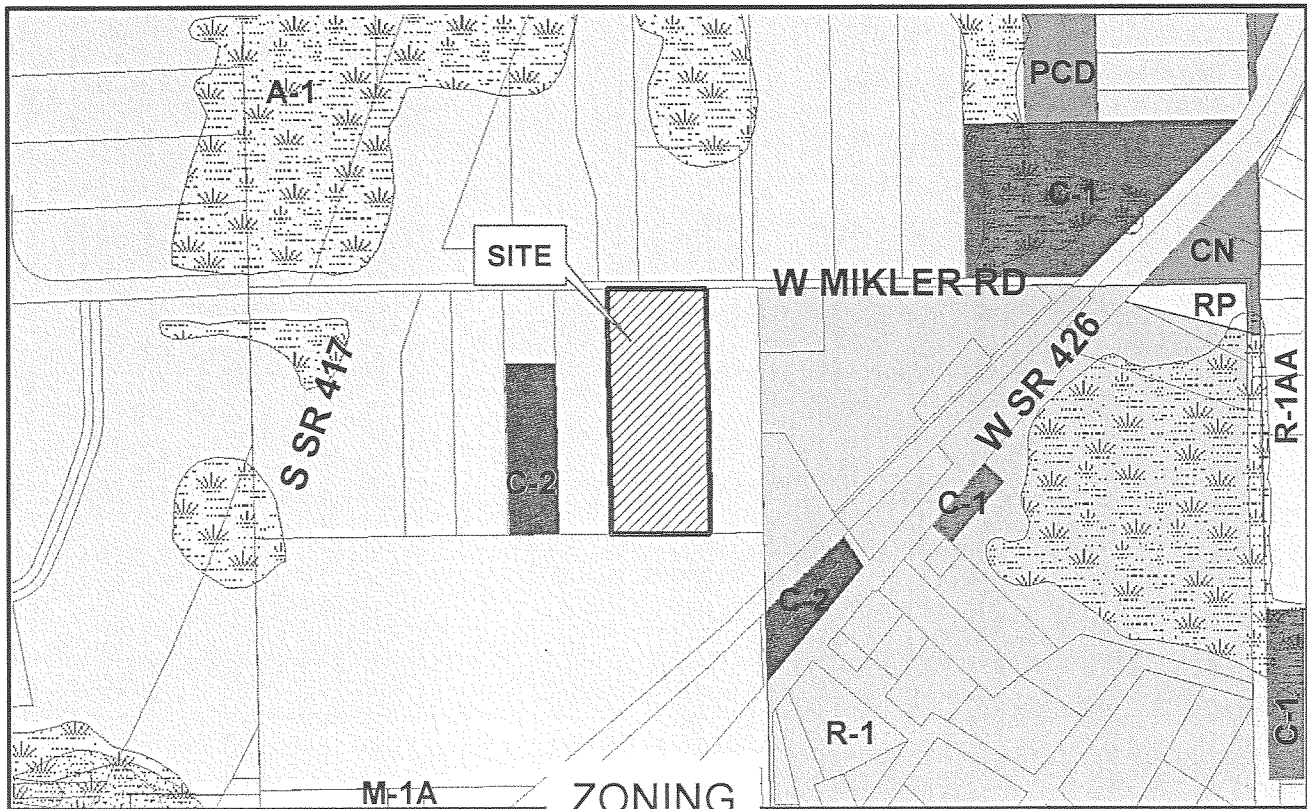 PCD
A-1
C-1
SITE
CN
W MIKLER RD
RP
W SR 426
R-1AA
S SR 417
C-2
C-1
C-2
C-1
R-1
M-1A
ZONING